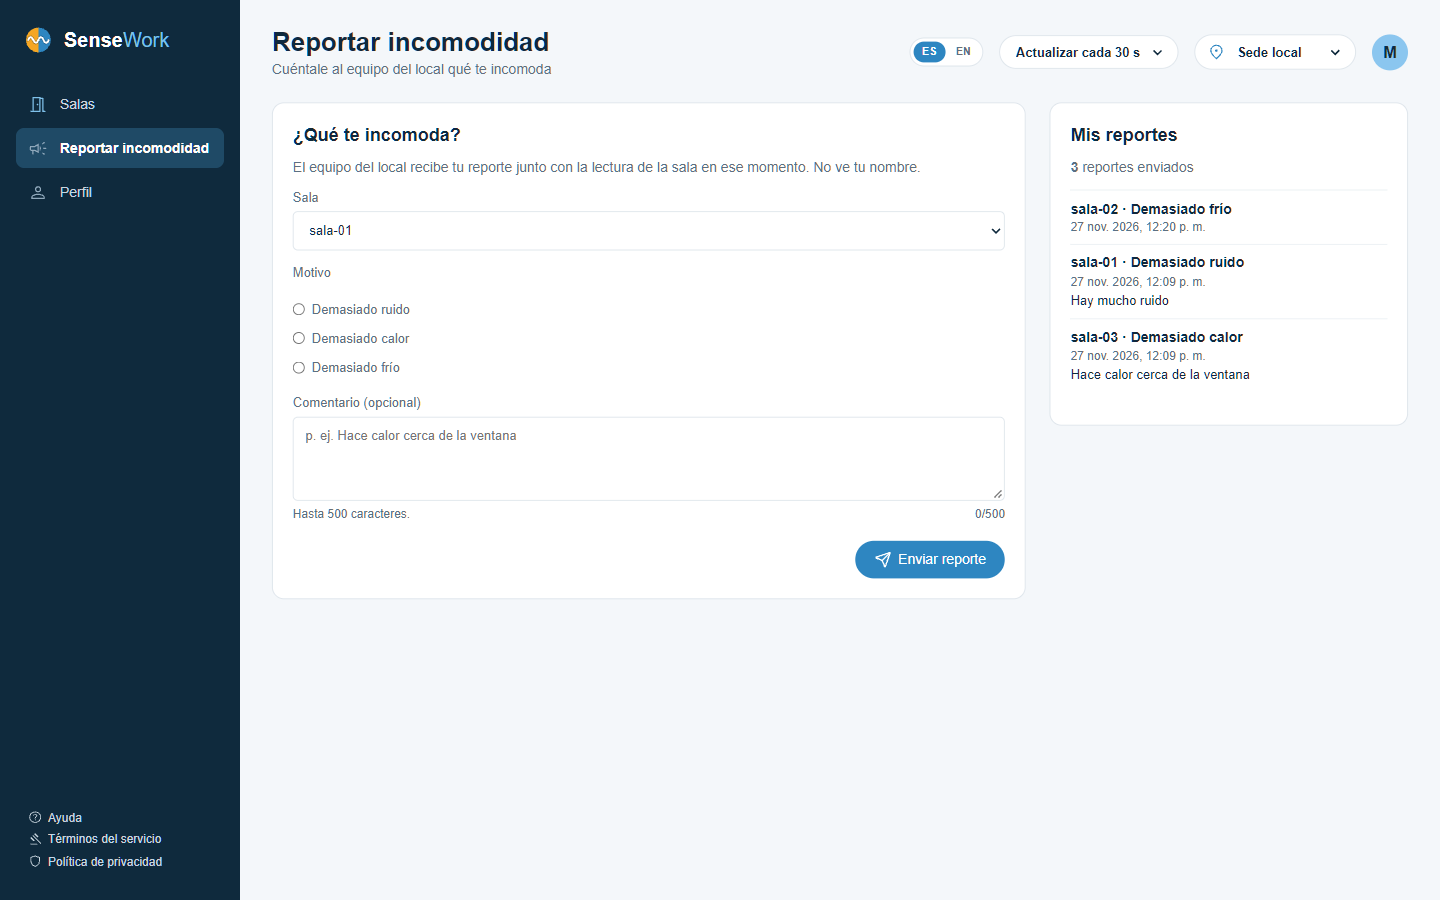 SenseWork
Salas
Reportar incomodidad
Perfil
Ayuda
Términos del servicio
Política de privacidad
Reportar incomodidad
Cuéntale al equipo del local qué te incomoda
ES EN
Actualizar cada 30 s
Sede local
M
¿Qué te incomoda?
El equipo del local recibe tu reporte junto con la lectura de la sala en ese momento. No ve tu nombre.
Sala
sala-01
Motivo
Demasiado ruido
Demasiado calor
Demasiado frío
Comentario (opcional)
p. ej. Hace calor cerca de la ventana
Hasta 500 caracteres.
0/500
Enviar reporte
Mis reportes
3 reportes enviados
sala-02 · Demasiado frío
27 nov. 2026, 12:20 p. m.
sala-01 · Demasiado ruido
27 nov. 2026, 12:09 p. m.
Hay mucho ruido
sala-03 · Demasiado calor
27 nov. 2026, 12:09 p. m.
Hace calor cerca de la ventana